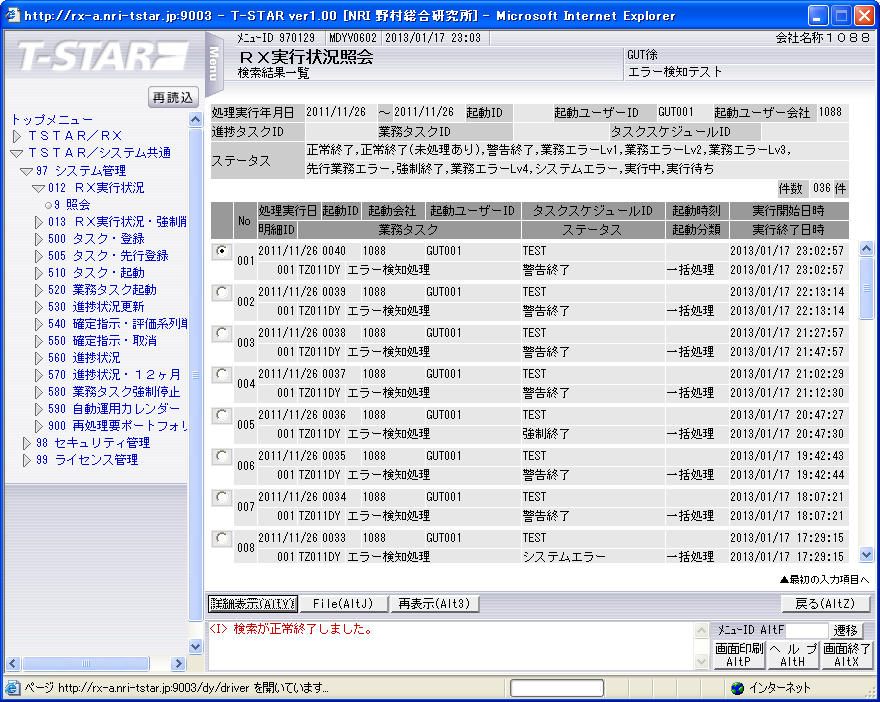 http://rx-a.nri-tstar.jp:9003 - T-STAR ver1.00 [NRI 野村総合研究所] - Microsoft Internet Explorer
T-STAR
再読込
トップメニュー
ＴＳＴＡＲ／ＲＸ
ＴＳＴＡＲ／システム共通
97 システム管理
012 ＲＸ実行状況
9 照会
013 ＲＸ実行状況・強制
500 タスク・登録
505 タスク・先行登録
510 タスク・起動
520 業務タスク起動
530 進捗状況更新
540 確定指示・評価系列単
550 確定指示・取消
560 進捗状況
570 進捗状況・１２ヶ月
580 業務タスク強制停止
590 自動運用カレンダー
900 再処理要ポートフォリ
98 セキュリティ管理
99 ライセンス管理
Menu
ﾒﾆｭｰID 970129 MDYV0602 2013/01/17 23:03 会社名称１０８８
ＲＸ実行状況照会
検索結果一覧
GUT徐
エラー検知テスト
処理実行年月日 2011/11/26 ～ 2011/11/26 起動ID 起動ユーザーID GUT001 起動ユーザー会社 1088
進捗タスクID 業務タスクID タスクスケジュールID
ステータス
正常終了,正常終了(未処理あり),警告終了,業務エラーLv1,業務エラーLv2,業務エラーLv3,
先行業務エラー,強制終了,業務エラーLv4,システムエラー,実行中,実行待ち
件数 036 件
No 処理実行日 起動ID 起動会社 起動ユーザーID タスクスケジュールID 起動時刻 実行開始日時
明細ID 業務タスク ステータス 起動分類 実行終了日時
001 2011/11/26 0040 1088 GUT001 TEST 2013/01/17 23:02:57
001 TZ011DY エラー検知処理 警告終了 一括処理 2013/01/17 23:02:57
002 2011/11/26 0039 1088 GUT001 TEST 2013/01/17 22:13:14
001 TZ011DY エラー検知処理 警告終了 一括処理 2013/01/17 22:13:14
003 2011/11/26 0038 1088 GUT001 TEST 2013/01/17 21:27:57
001 TZ011DY エラー検知処理 警告終了 一括処理 2013/01/17 21:47:57
004 2011/11/26 0037 1088 GUT001 TEST 2013/01/17 21:02:29
001 TZ011DY エラー検知処理 警告終了 一括処理 2013/01/17 21:12:30
005 2011/11/26 0036 1088 GUT001 TEST 2013/01/17 20:47:27
001 TZ011DY エラー検知処理 強制終了 一括処理 2013/01/17 20:47:30
006 2011/11/26 0035 1088 GUT001 TEST 2013/01/17 19:42:43
001 TZ011DY エラー検知処理 警告終了 一括処理 2013/01/17 19:42:44
007 2011/11/26 0034 1088 GUT001 TEST 2013/01/17 18:07:21
001 TZ011DY エラー検知処理 警告終了 一括処理 2013/01/17 18:07:21
008 2011/11/26 0033 1088 GUT001 TEST 2013/01/17 17:29:15
001 TZ011DY エラー検知処理 システムエラー 一括処理 2013/01/17 17:29:15
▲最初の入力項目へ
詳細表示(AltY) File(AltJ) 再表示(Alt3) 戻る(AltZ)
<I> 検索が正常終了しました。
ﾒﾆｭｰID AltF 遷移
画面印刷 AltP ヘ ル プ AltH 画面終了 AltX
ページ http://rx-a.nri-tstar.jp:9003/dy/driver を開いています... インターネット